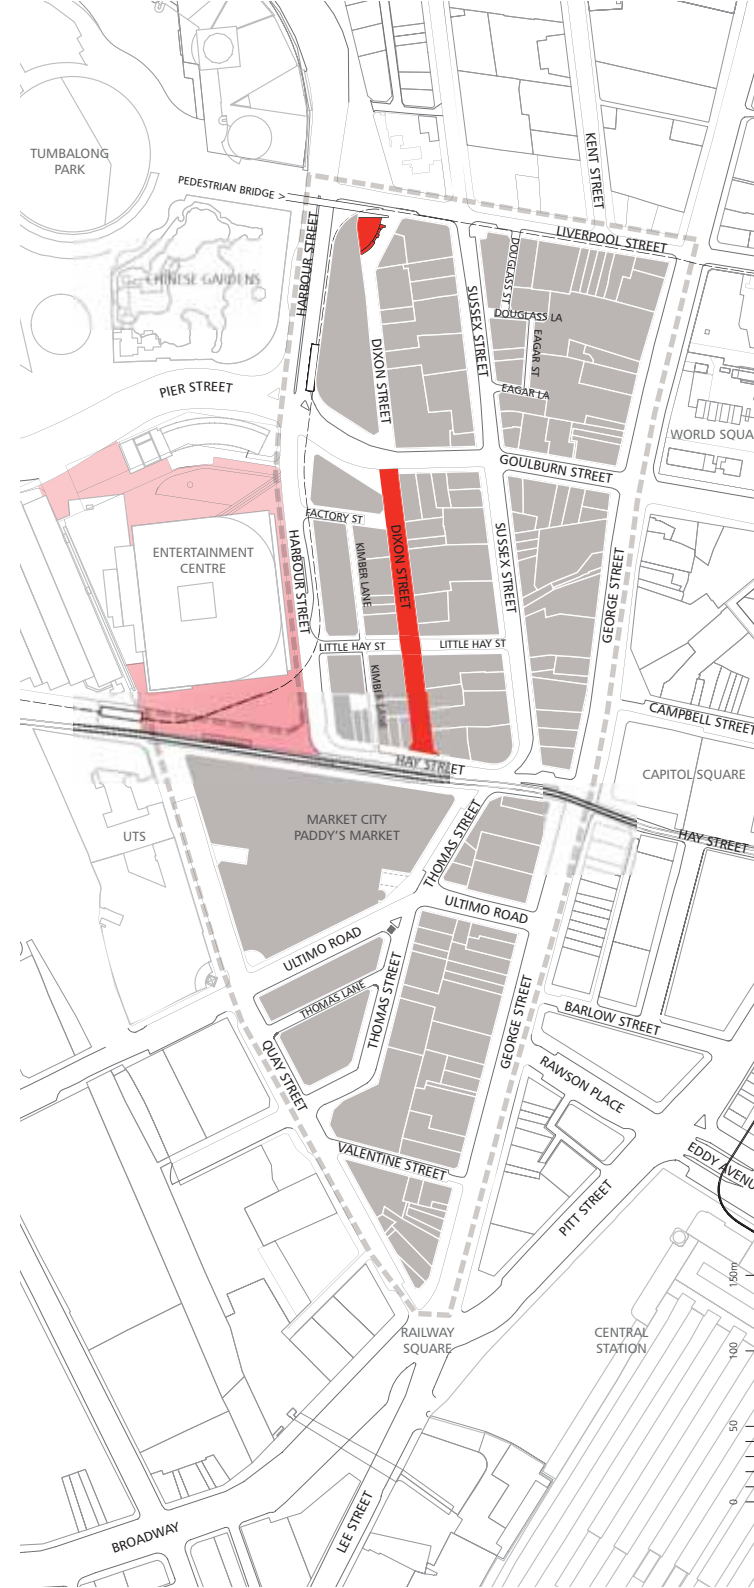 KENT STREET
TUMBALONG
PARK
PEDESTRIAN BRIDGE >
LIVERPOOL STREET
HARBOUR STREET
DOUGLASS ST
CHINESE GARDENS
SUSSEX STREET
DOUGLASS LA
EAGAR ST
DIXON STREET
PIER STREET
EAGAR LA
WORLD SQUA
GOULBURN STREET
FACTORY ST
ENTERTAINMENT
CENTRE
HARBOUR STREET
KIMBER LANE
DIXON STREET
SUSSEX STREET
GEORGE STREET
LITTLE HAY ST
LITTLE HAY ST
KIMBER LANE
CAMPBELL STREET
HAY STREET
CAPITOL SQUARE
MARKET CITY
PADDY'S MARKET
UTS
THOMAS STREET
HAY STREET
ULTIMO ROAD
ULTIMO ROAD
THOMAS LANE
THOMAS STREET
GEORGE STREET
BARLOW STREET
QUAY STREET
RAWSON PLACE
VALENTINE STREET
EDDY AVENU
PITT STREET
150m
100
50
0
RAILWAY
SQUARE
CENTRAL
STATION
LEE STREET
BROADWAY